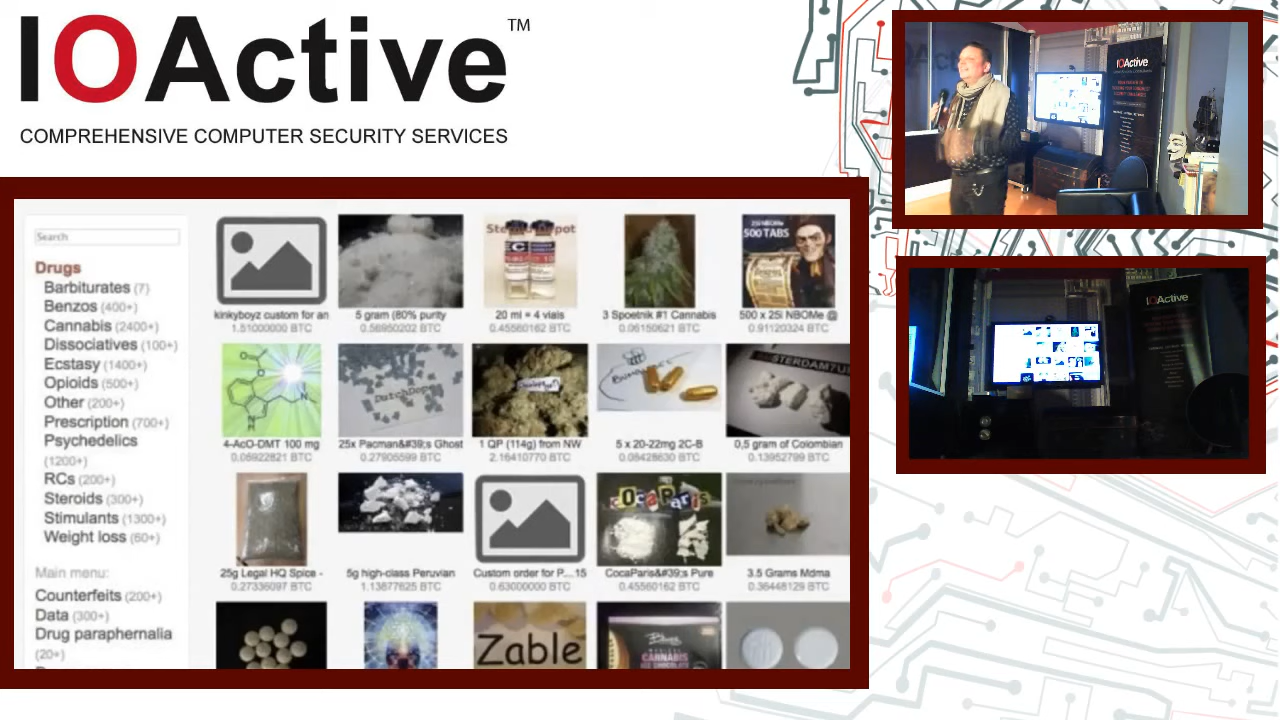 IOActive™
COMPREHENSIVE COMPUTER SECURITY SERVICES
Search
Drugs
Barbiturates (7)
Benzos (400+)
Cannabis (2400+)
Dissociatives (100+)
Ecstasy (1400+)
Opioids (500+)
Other (200+)
Prescription (700+)
Psychedelics
(1200+)
RCs (200+)
Steroids (300+)
Stimulants (1300+)
Weight loss (60+)
Main menu:
Counterfeits (200+)
Data (300+)
Drug paraphernalia
(20+)
500 TABS
kinkyboyz custom for an
1.51000000 BTC
5 gram (80% purity
0.56950202 BTC
20 ml = 4 vials
0.45560162 BTC
3 Spoetnik #1 Cannabis
0.06150621 BTC
500 x 25i NBOMe @
0.91120324 BTC
4-AcO-DMT 100 mg
0.06922821 BTC
25x Pacman&#39;s Ghost
0.27905599 BTC
1 QP (114g) from NW
2.16410770 BTC
5 x 20-22mg 2C-B
0.08428630 BTC
0,5 gram of Colombian
0.13952799 BTC
CocaParis
25g Legal HQ Spice -
0.27336097 BTC
5g high-class Peruvian
1.13877625 BTC
Custom order for P... 15
0.63000000 BTC
CocaParis&#39;s Pure
0.45560162 BTC
3.5 Grams Mdma
0.36448129 BTC
Zable
CANNABIS
IOActive
IOActive